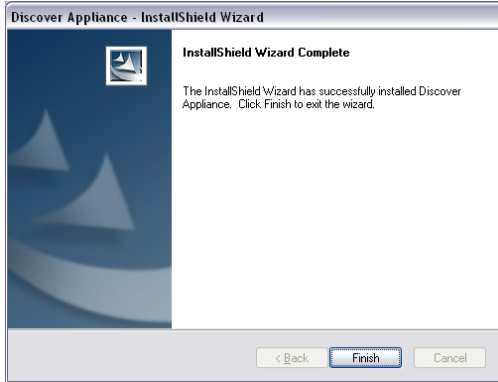 Discover Appliance - InstallShield Wizard
InstallShield Wizard Complete
The InstallShield Wizard has successfully installed Discover
Appliance. Click Finish to exit the wizard.
< Back
Finish
Cancel